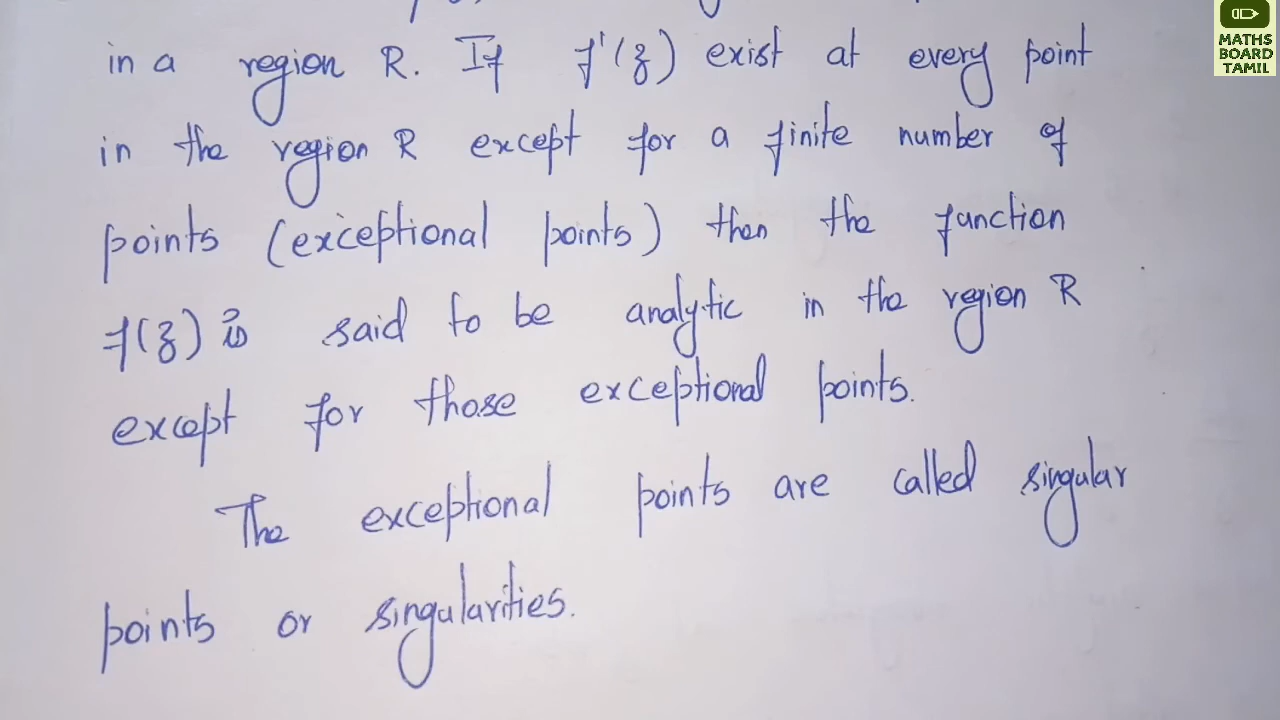 in a region R. If f'(z) exist at every point
in the region R except for a finite number of
points (exceptional points) then the function
f(z) is said to be analytic in the region R
except for those exceptional points.
The exceptional points are called singular
points or singularities.
MATHS
BOARD
TAMIL